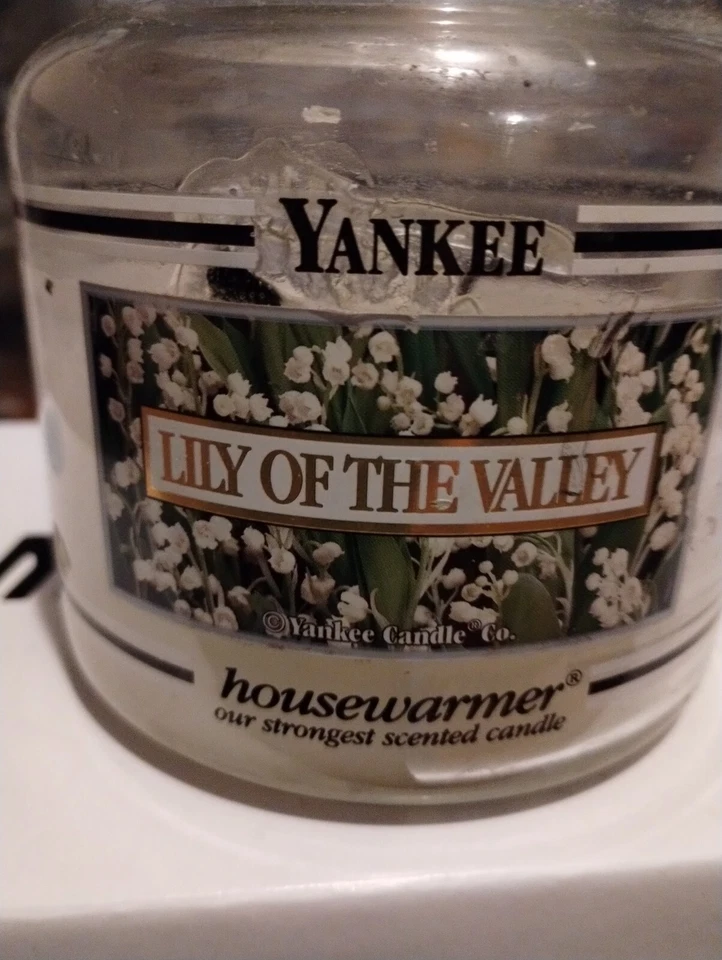 YANKEE
LILY OF THE VALLEY
©Yankee Candle® Co.
housewarmer®
our strongest scented candle